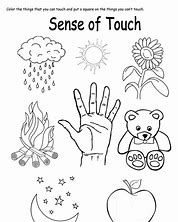 Color the things that you can touch and put a square on the things you can't touch.
Sense of Touch